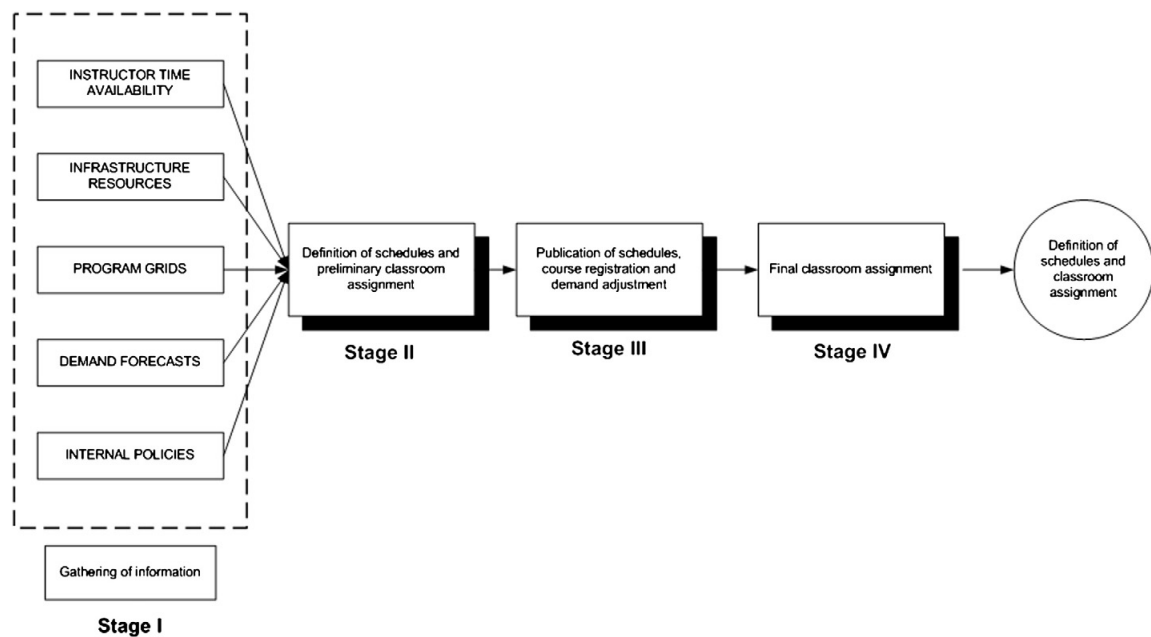 INSTRUCTOR TIME
AVAILABILITY
INFRASTRUCTURE
RESOURCES
PROGRAM GRIDS
DEMAND FORECASTS
INTERNAL POLICIES
Gathering of information
Stage I
Definition of schedules and
preliminary classroom
assignment
Stage II
Publication of schedules,
course registration and
demand adjustment
Stage III
Final classroom assignment
Stage IV
Definition of
schedules and
classroom
assignment